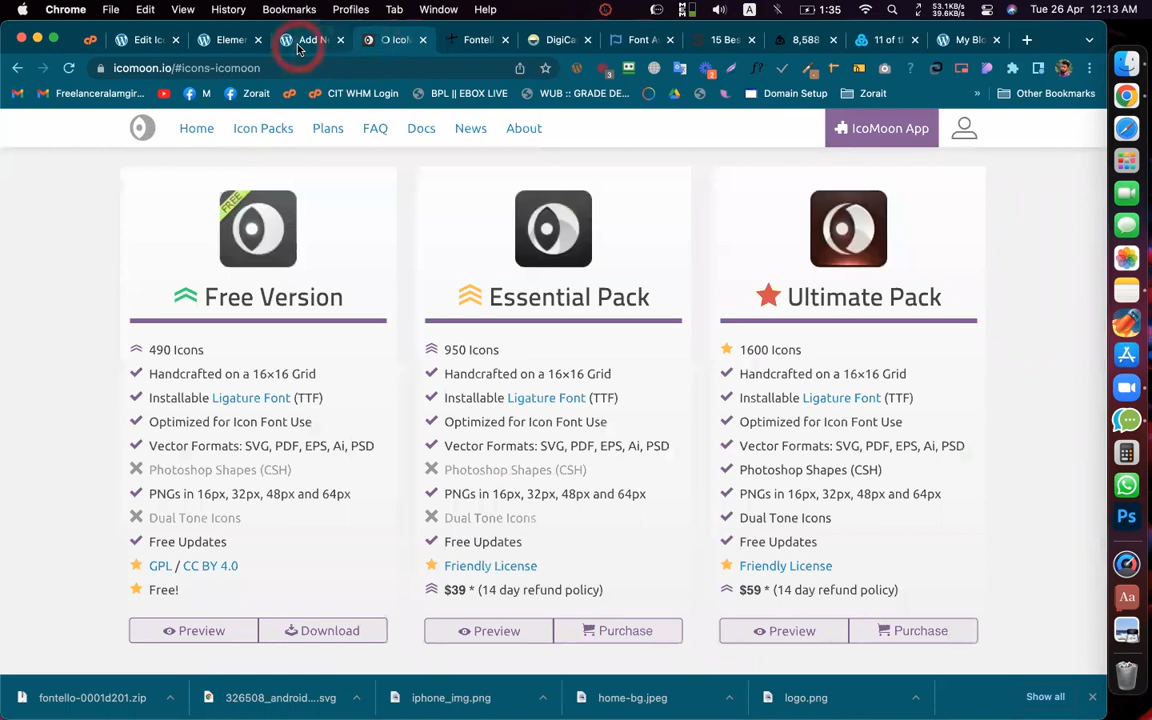 Chrome File Edit View History Bookmarks Profiles Tab Window Help 1:35 53.1KB/s 39.6KB/s Tue 26 Apr 12:13 AM
Edit Ic Elemer Add N IcoM Fontell DigiCa Font A 15 Bes 8,588 11 of th My Blo
icomoon.io/#icons-icomoon
Freelanceralamgir... M Zorait CIT WHM Login BPL || EBOX LIVE WUB :: GRADE DE... Domain Setup Zorait » Other Bookmarks
Home Icon Packs Plans FAQ Docs News About IcoMoon App
FREE
Free Version Essential Pack Ultimate Pack
490 Icons 950 Icons 1600 Icons
Handcrafted on a 16×16 Grid Handcrafted on a 16×16 Grid Handcrafted on a 16×16 Grid
Installable Ligature Font (TTF) Installable Ligature Font (TTF) Installable Ligature Font (TTF)
Optimized for Icon Font Use Optimized for Icon Font Use Optimized for Icon Font Use
Vector Formats: SVG, PDF, EPS, Ai, PSD Vector Formats: SVG, PDF, EPS, Ai, PSD Vector Formats: SVG, PDF, EPS, Ai, PSD
Photoshop Shapes (CSH) Photoshop Shapes (CSH) Photoshop Shapes (CSH)
PNGs in 16px, 32px, 48px and 64px PNGs in 16px, 32px, 48px and 64px PNGs in 16px, 32px, 48px and 64px
Dual Tone Icons Dual Tone Icons Dual Tone Icons
Free Updates Free Updates Free Updates
GPL / CC BY 4.0 Friendly License Friendly License
Free! $39 * (14 day refund policy) $59 * (14 day refund policy)
Preview Download Preview Purchase Preview Purchase
fontello-0001d201.zip 326508_android....svg iphone_img.png home-bg.jpeg logo.png Show all
Ps
Aa